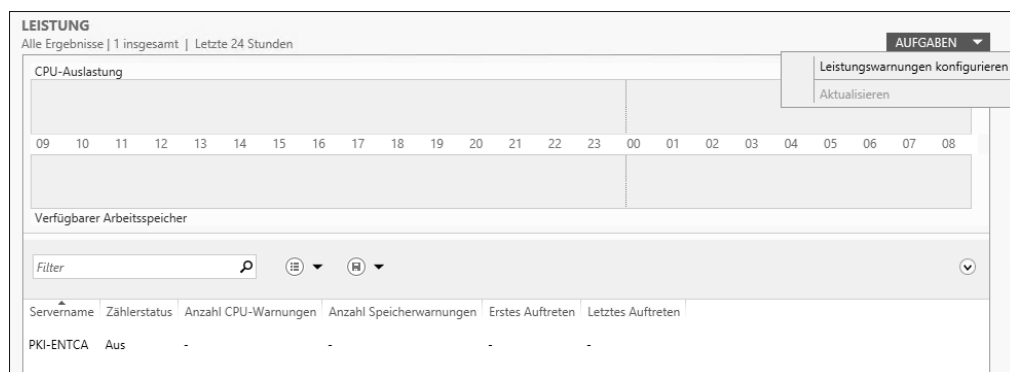 LEISTUNG
Alle Ergebnisse | 1 insgesamt | Letzte 24 Stunden
AUFGABEN
Leistungswarnungen konfigurieren
Aktualisieren
CPU-Auslastung
09 10 11 12 13 14 15 16 17 18 19 20 21 22 23 00 01 02 03 04 05 06 07 08
Verfügbarer Arbeitsspeicher
Filter
Servername Zählerstatus Anzahl CPU-Warnungen Anzahl Speicherwarnungen Erstes Auftreten Letztes Auftreten
PKI-ENTCA Aus - - - -